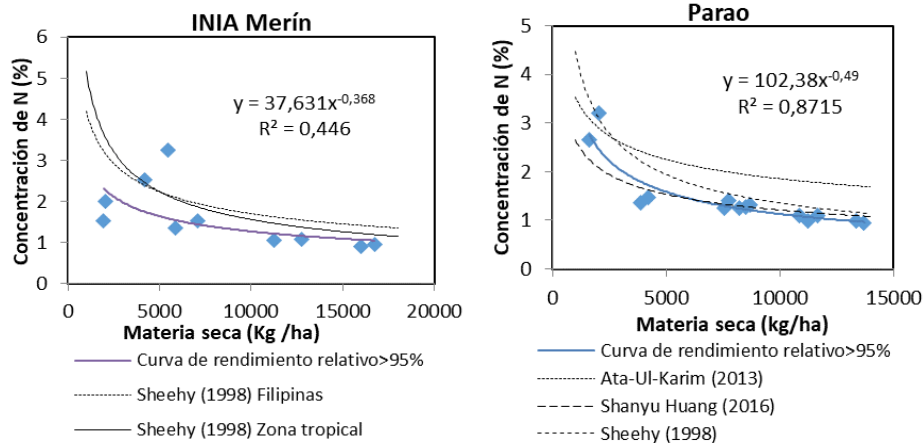 INIA Merín
Concentración de N (%)
6
5
4
3
2
1
0
y = 37,631x^-0,368
R² = 0,446
0 5000 10000 15000 20000
Materia seca (Kg /ha)
Curva de rendimiento relativo>95%
Sheehy (1998) Filipinas
Sheehy (1998) Zona tropical
Parao
Concentración de N (%)
5
4
3
2
1
0
y = 102,38x^-0,49
R² = 0,8715
0 5000 10000 15000
Materia seca (kg/ha)
Curva de rendimiento relativo>95%
Ata-Ul-Karim (2013)
Shanyu Huang (2016)
Sheehy (1998)